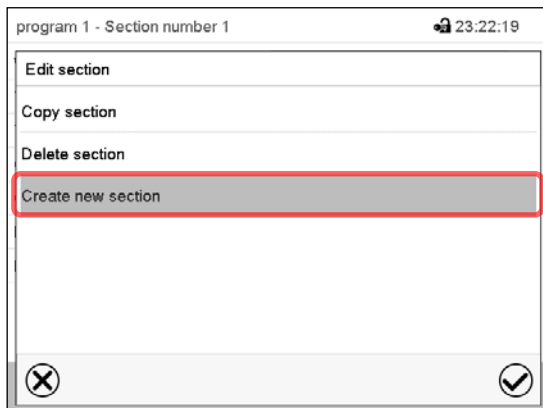 program 1 - Section number 1 23:22:19
Edit section
Copy section
Delete section
Create new section